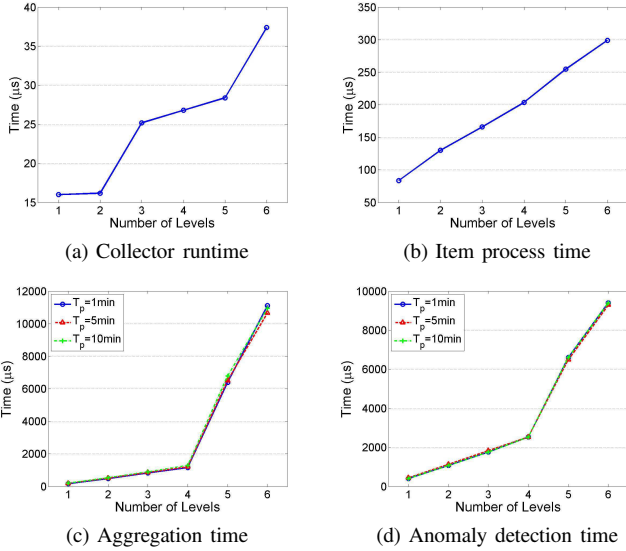 40
35
30
25
20
15
Time (μs)
1 2 3 4 5 6
Number of Levels
(a) Collector runtime
350
300
250
200
150
100
50
Time (μs)
1 2 3 4 5 6
Number of Levels
(b) Item process time
12000
10000
8000
6000
4000
2000
0
Time (μs)
T_p=1min
T_p=5min
T_p=10min
1 2 3 4 5 6
Number of Levels
(c) Aggregation time
10000
8000
6000
4000
2000
0
Time (μs)
T_p=1min
T_p=5min
T_p=10min
1 2 3 4 5 6
Number of Levels
(d) Anomaly detection time